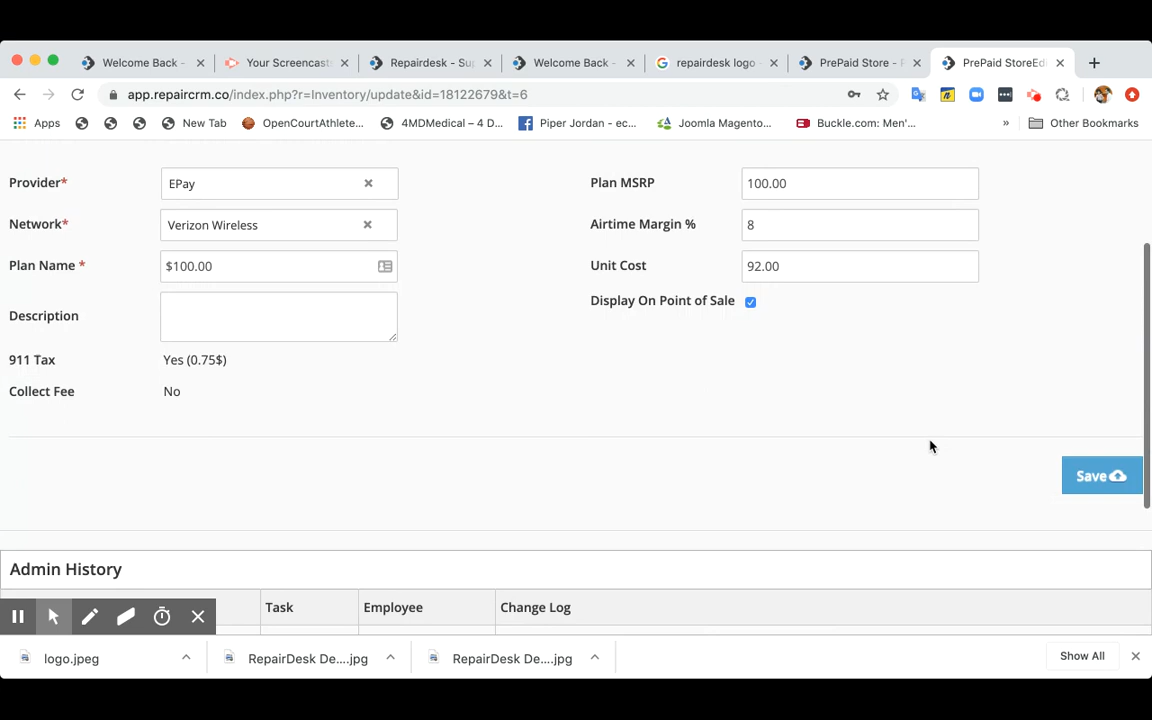 Welcome Back -
Your Screencasts
Repairdesk - Sup
Welcome Back -
repairdesk logo -
PrePaid Store - R
PrePaid StoreEdi
app.repaircrm.co/index.php?r=Inventory/update&id=18122679&t=6
Apps
New Tab
OpenCourtAthlete...
4MDMedical – 4 D...
Piper Jordan - ec...
Joomla Magento...
Buckle.com: Men'...
»
Other Bookmarks
Provider*
EPay
Plan MSRP
100.00
Network*
Verizon Wireless
Airtime Margin %
8
Plan Name *
$100.00
Unit Cost
92.00
Display On Point of Sale
Description
911 Tax
Yes (0.75$)
Collect Fee
No
Save
Admin History
Task
Employee
Change Log
logo.jpeg
RepairDesk De....jpg
RepairDesk De....jpg
Show All